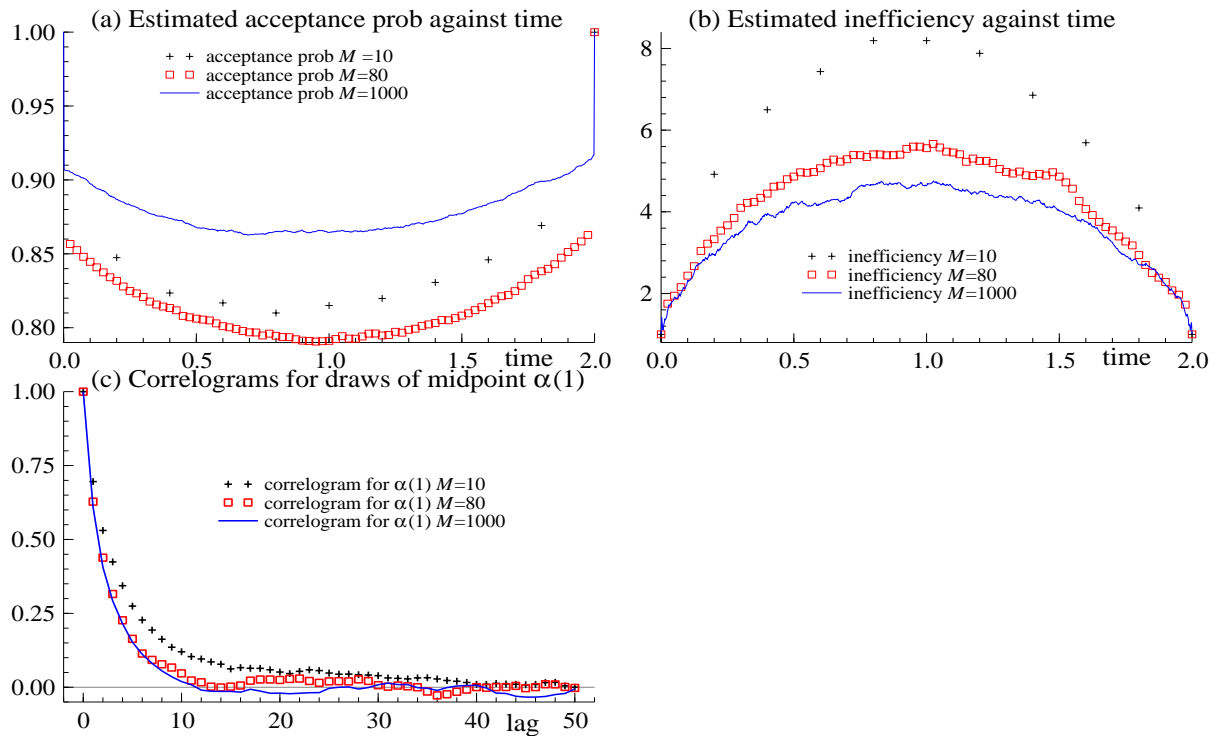 (a) Estimated acceptance prob against time
1.00
acceptance prob M =10
acceptance prob M=80
acceptance prob M=1000
0.95
0.90
0.85
0.80
0.0 0.5 1.0 1.5 time 2.0
(b) Estimated inefficiency against time
8
6
4
inefficiency M=10
inefficiency M=80
inefficiency M=1000
2
0.0 0.5 1.0 1.5 time 2.0
(c) Correlograms for draws of midpoint α(1)
1.00
0.75
correlogram for α(1) M=10
correlogram for α(1) M=80
correlogram for α(1) M=1000
0.50
0.25
0.00
0 10 20 30 40 lag 50